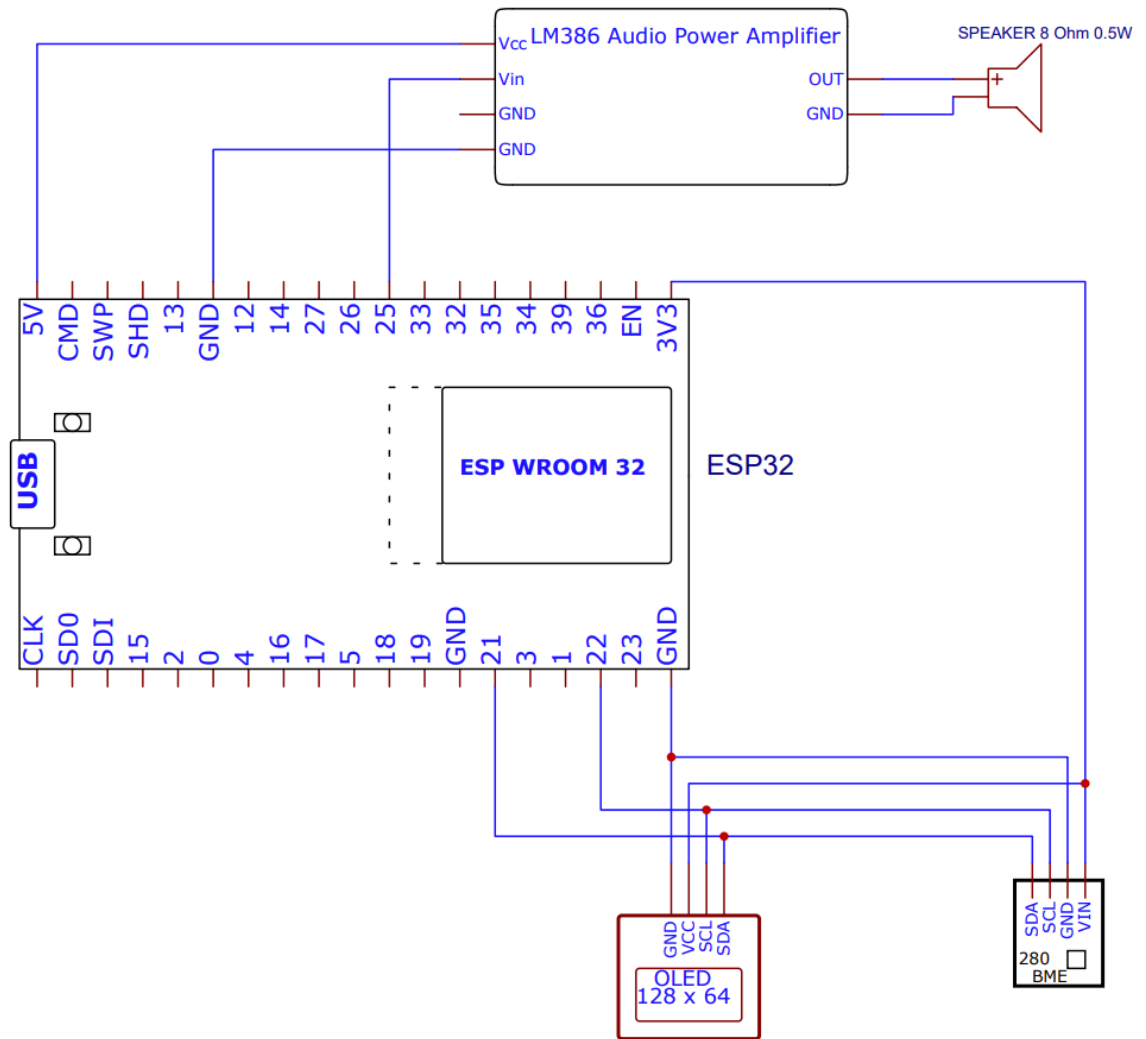 LM386 Audio Power Amplifier
SPEAKER 8 Ohm 0.5W
Vcc
Vin
GND
GND
OUT
GND
+
5V
CMD
SWP
SHD
13
GND
12
14
27
26
25
33
32
35
34
39
36
EN
3V3
USB
ESP WROOM 32
ESP32
CLK
SD0
SDI
15
2
0
4
16
17
5
18
19
GND
21
3
1
22
23
GND
GND
VCC
SCL
SDA
OLED
128 x 64
SDA
SCL
GND
VIN
280
BME